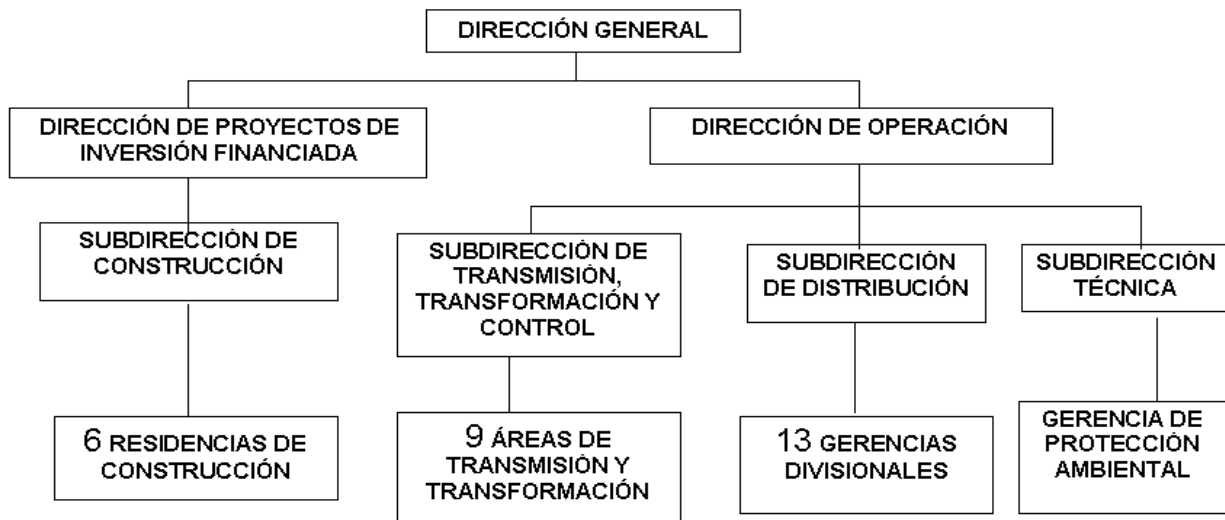 DIRECCIÓN GENERAL
DIRECCIÓN DE PROYECTOS DE
INVERSIÓN FINANCIADA
DIRECCIÓN DE OPERACIÓN
SUBDIRECCIÓN DE
CONSTRUCCIÓN
SUBDIRECCIÓN DE
TRANSMISIÓN,
TRANSFORMACIÓN Y
CONTROL
SUBDIRECCIÓN
DE DISTRIBUCIÓN
SUBDIRECCIÓN
TÉCNICA
6 RESIDENCIAS DE
CONSTRUCCIÓN
9 ÁREAS DE
TRANSMISIÓN Y
TRANSFORMACIÓN
13 GERENCIAS
DIVISIONALES
GERENCIA DE
PROTECCIÓN
AMBIENTAL